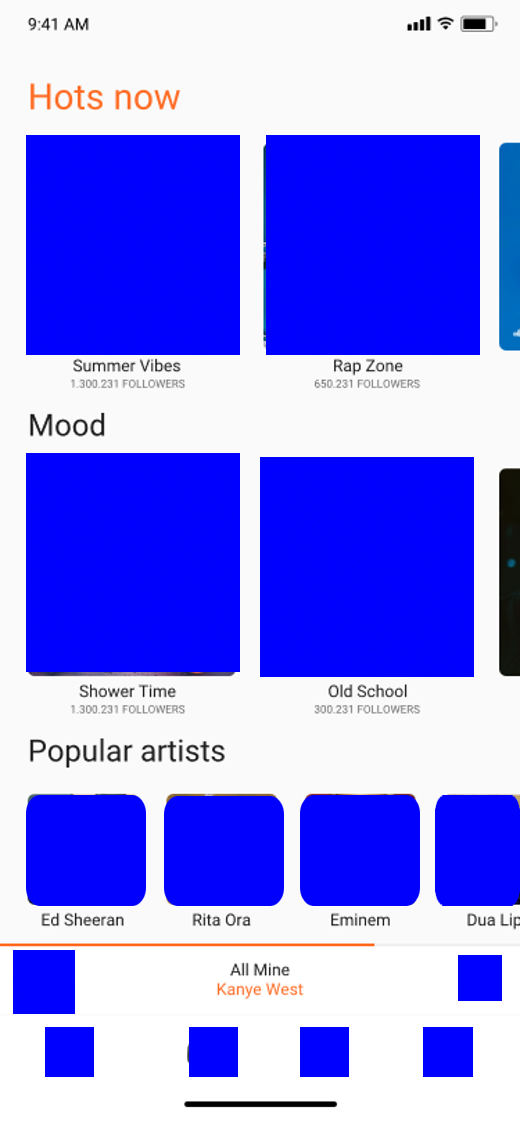 9:41 AM
Hots now
Summer Vibes
1.300.231 FOLLOWERS
Rap Zone
650.231 FOLLOWERS
Mood
Shower Time
1.300.231 FOLLOWERS
Old School
300.231 FOLLOWERS
Popular artists
Ed Sheeran
Rita Ora
Eminem
Dua Lip
All Mine
Kanye West